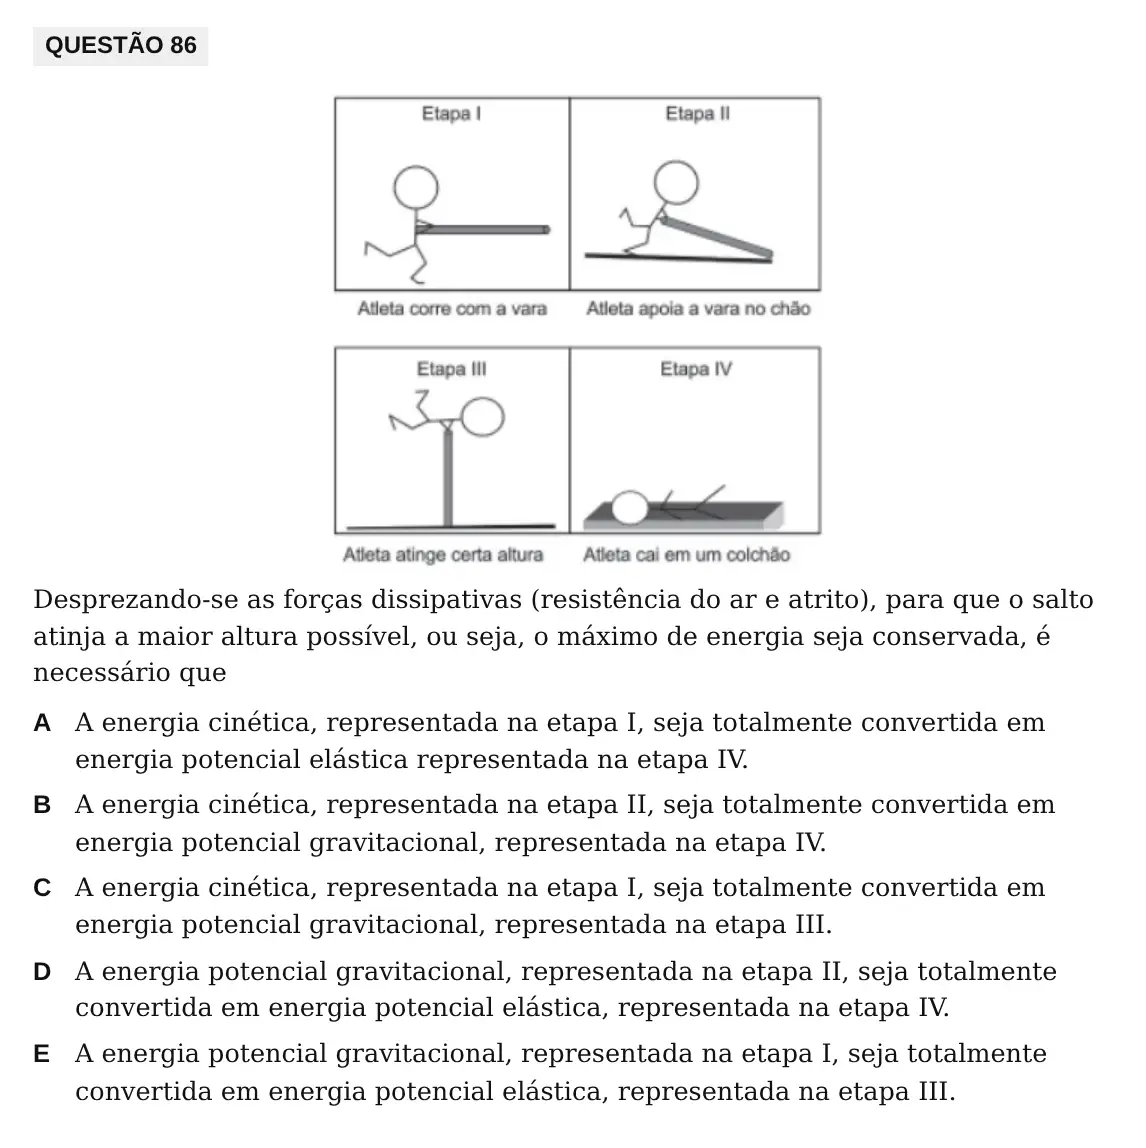 QUESTÃO 86
Etapa I
Etapa II
Atleta corre com a vara
Atleta apoia a vara no chão
Etapa III
Etapa IV
Atleta atinge certa altura
Atleta cai em um colchão
Desprezando-se as forças dissipativas (resistência do ar e atrito), para que o salto
atinja a maior altura possível, ou seja, o máximo de energia seja conservada, é
necessário que
A A energia cinética, representada na etapa I, seja totalmente convertida em
energia potencial elástica representada na etapa IV.
B A energia cinética, representada na etapa II, seja totalmente convertida em
energia potencial gravitacional, representada na etapa IV.
C A energia cinética, representada na etapa I, seja totalmente convertida em
energia potencial gravitacional, representada na etapa III.
D A energia potencial gravitacional, representada na etapa II, seja totalmente
convertida em energia potencial elástica, representada na etapa IV.
E A energia potencial gravitacional, representada na etapa I, seja totalmente
convertida em energia potencial elástica, representada na etapa III.